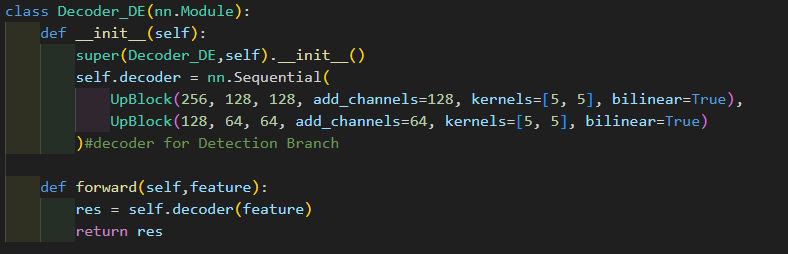 class Decoder_DE(nn.Module):
    def __init__(self):
        super(Decoder_DE,self).__init__()
        self.decoder = nn.Sequential(
            UpBlock(256, 128, 128, add_channels=128, kernels=[5, 5], bilinear=True),
            UpBlock(128, 64, 64, add_channels=64, kernels=[5, 5], bilinear=True)
        )#decoder for Detection Branch

    def forward(self,feature):
        res = self.decoder(feature)
        return res